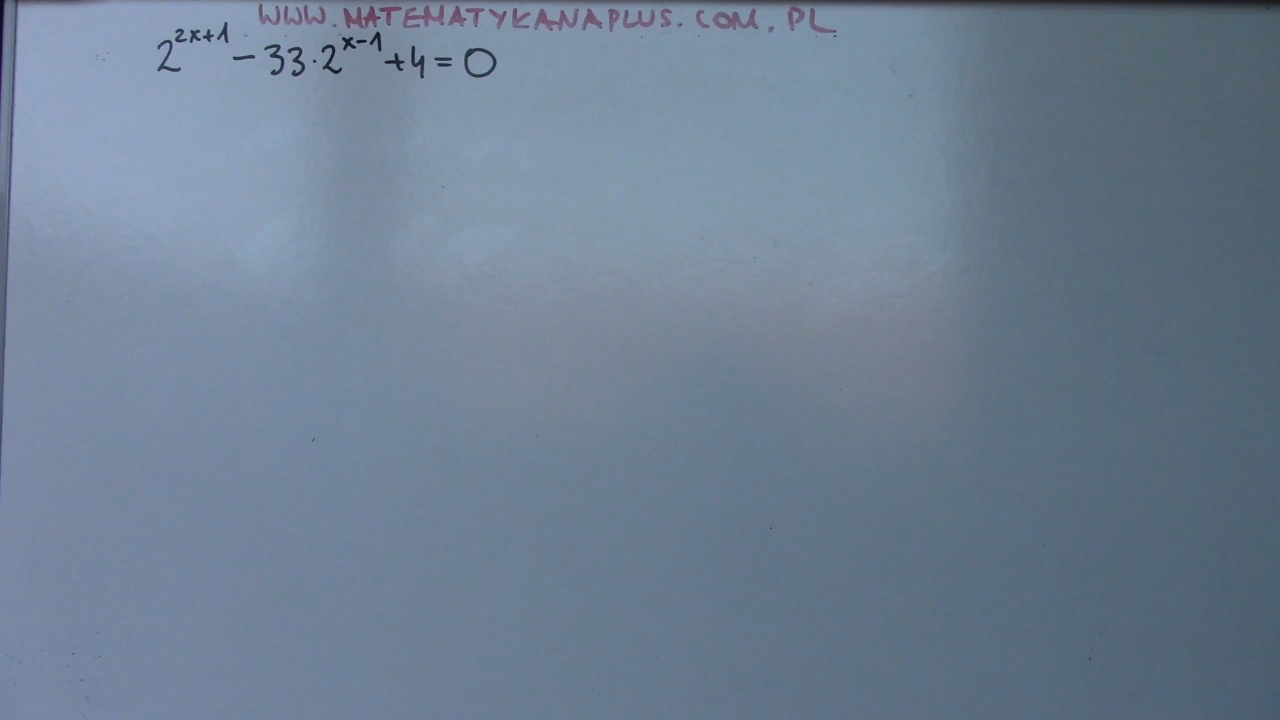 WWW.MATEMATYKANAPLUS.COM.PL
2^{2x+1} - 33·2^{x-1} + 4 = 0